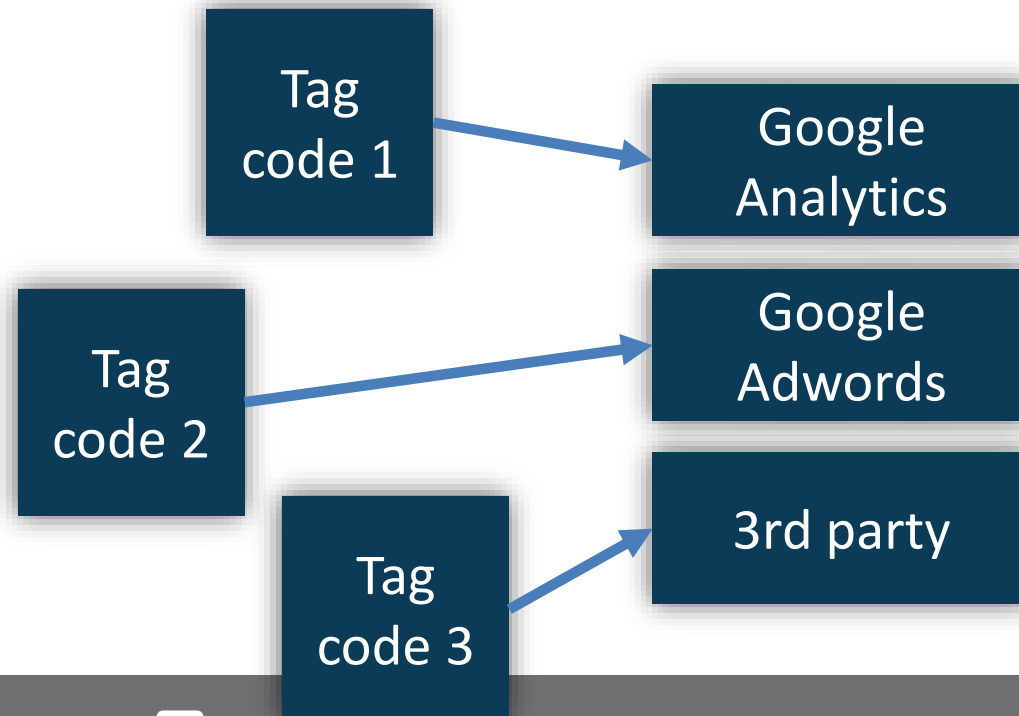 Tag
code 1
Google
Analytics
Tag
code 2
Google
Adwords
Tag
code 3
3rd party